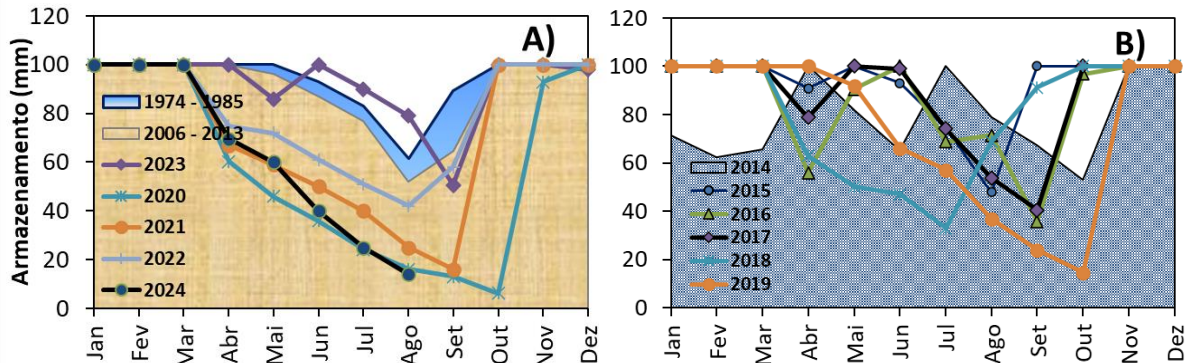 A)
Armazenamento (mm)
120
100
80
60
40
20
0
1974 - 1985
2006 - 2013
2023
2020
2021
2022
2024
Jan
Fev
Mar
Abr
Mai
Jun
Jul
Ago
Set
Out
Nov
Dez
B)
120
100
80
60
40
20
0
2014
2015
2016
2017
2018
2019
Jan
Fev
Mar
Abr
Mai
Jun
Jul
Ago
Set
Out
Nov
Dez